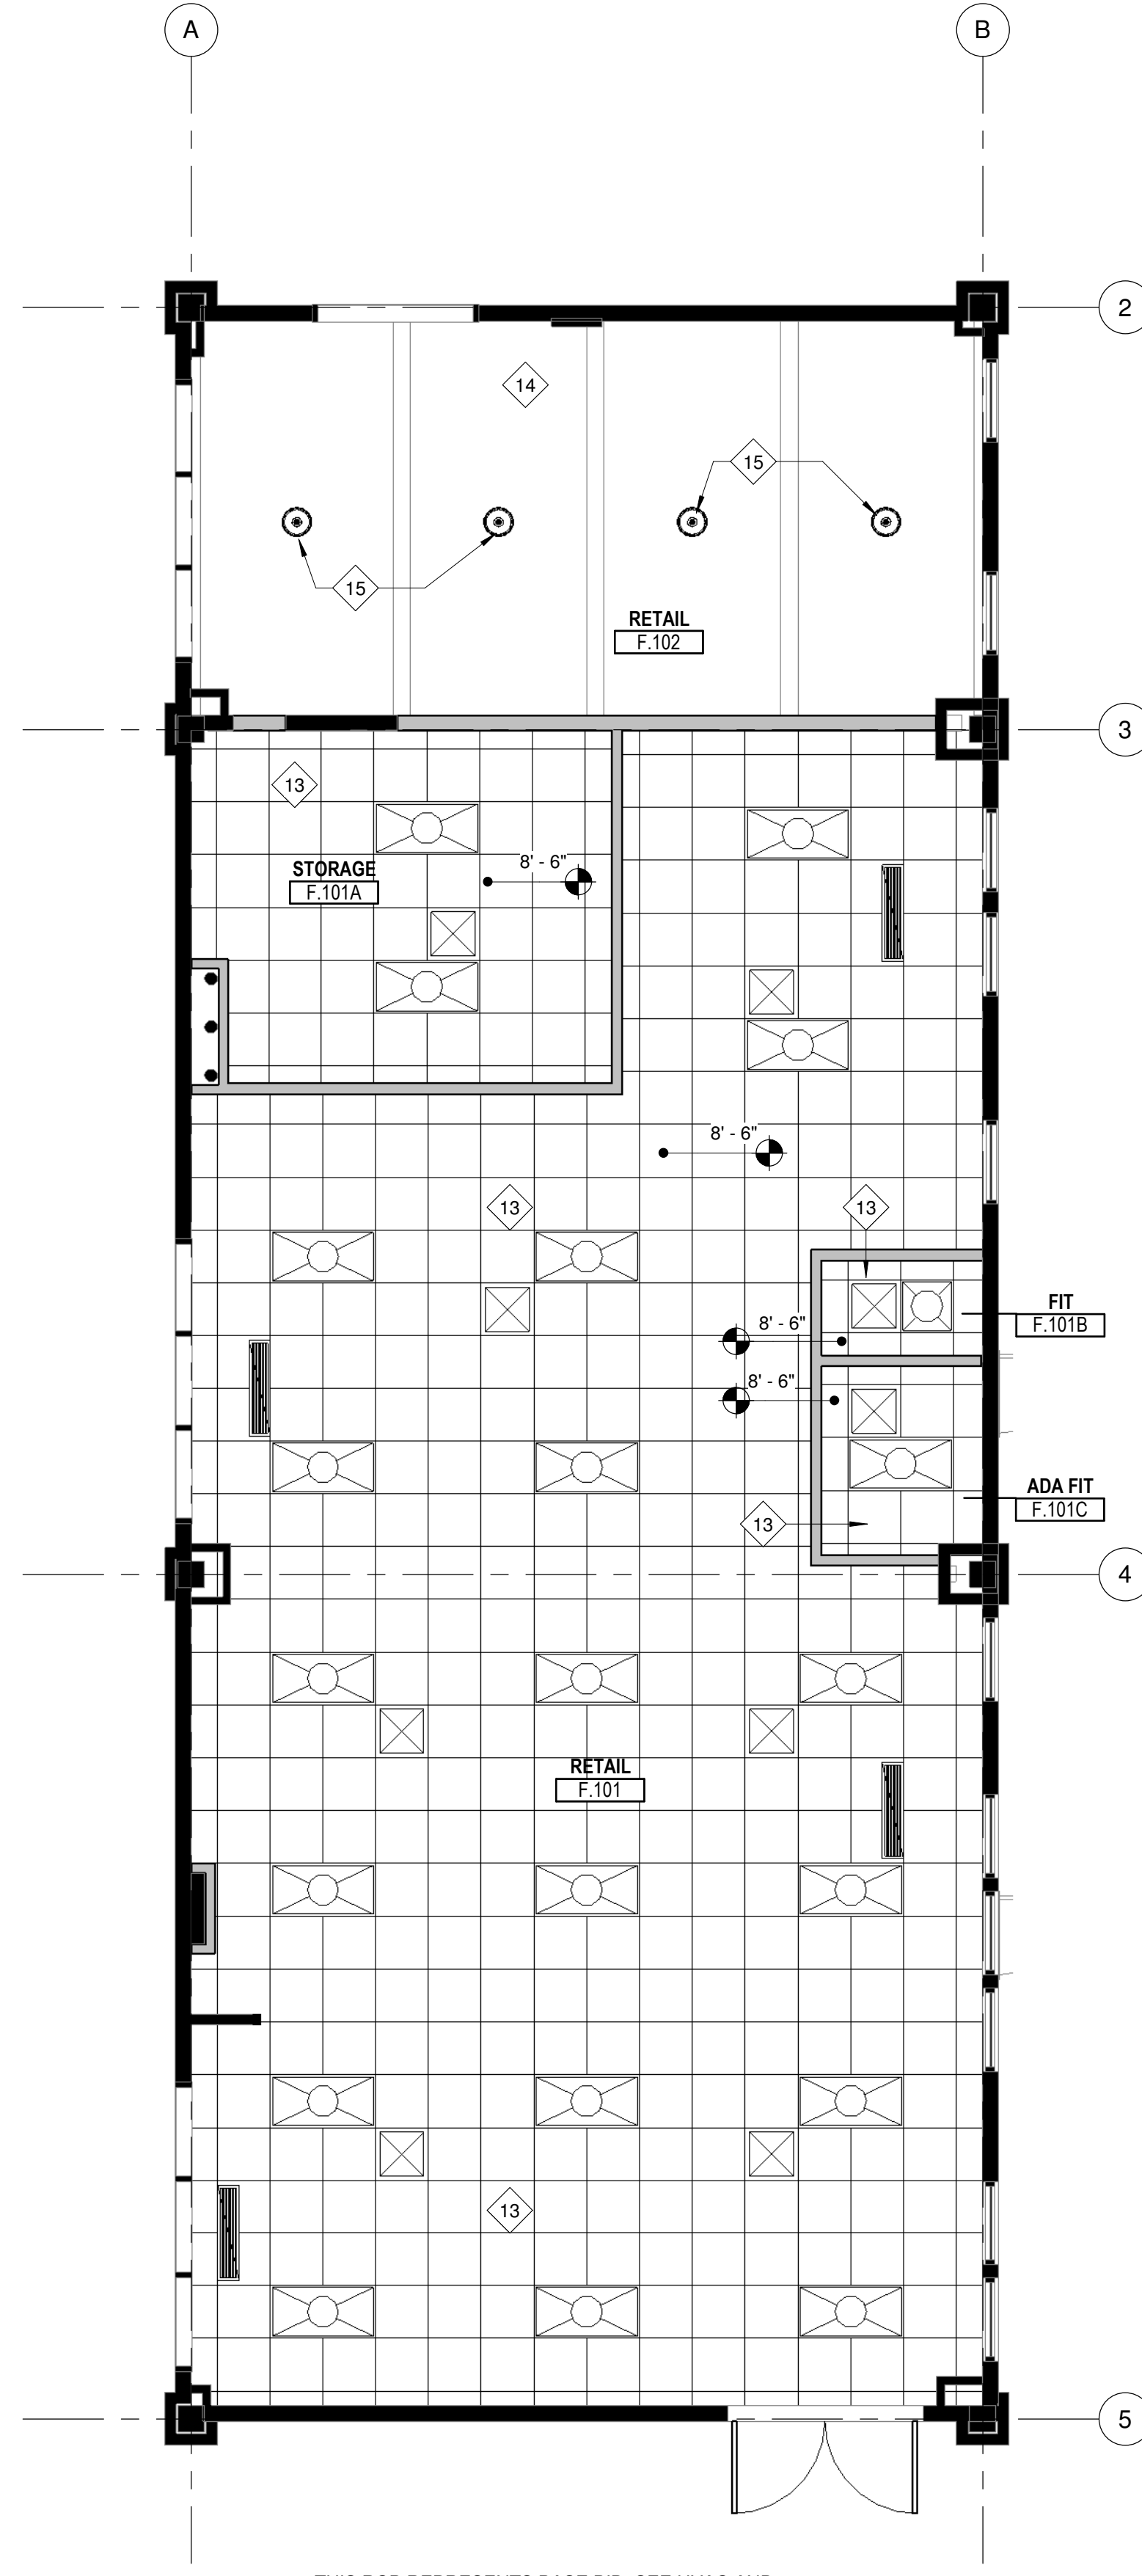 A
B
2
14
15
15
RETAIL
F.102
3
13
STORAGE
F.101A
8' - 6"
8' - 6"
13
13
FIT
F.101B
8' - 6"
8' - 6"
ADA FIT
F.101C
13
4
RETAIL
F.101
13
5